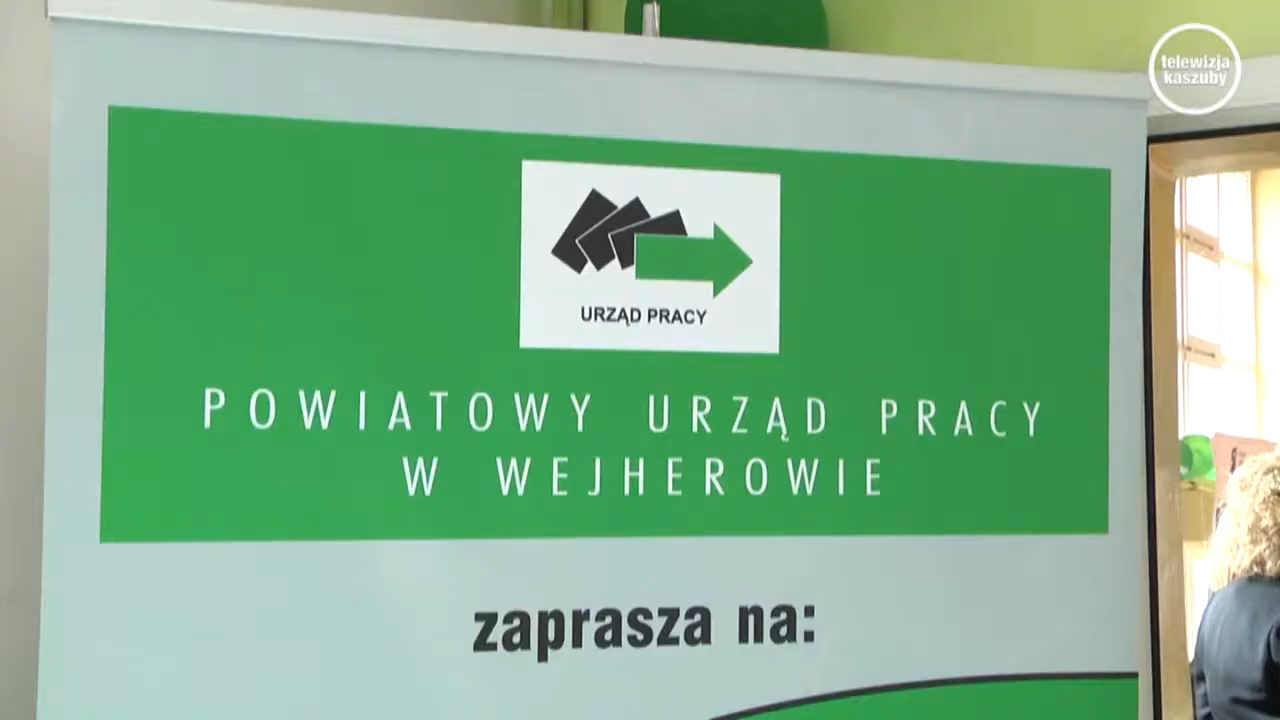 telewizja
kaszuby
URZĄD PRACY
POWIATOWY URZĄD PRACY
W WEJHEROWIE
zaprasza na: